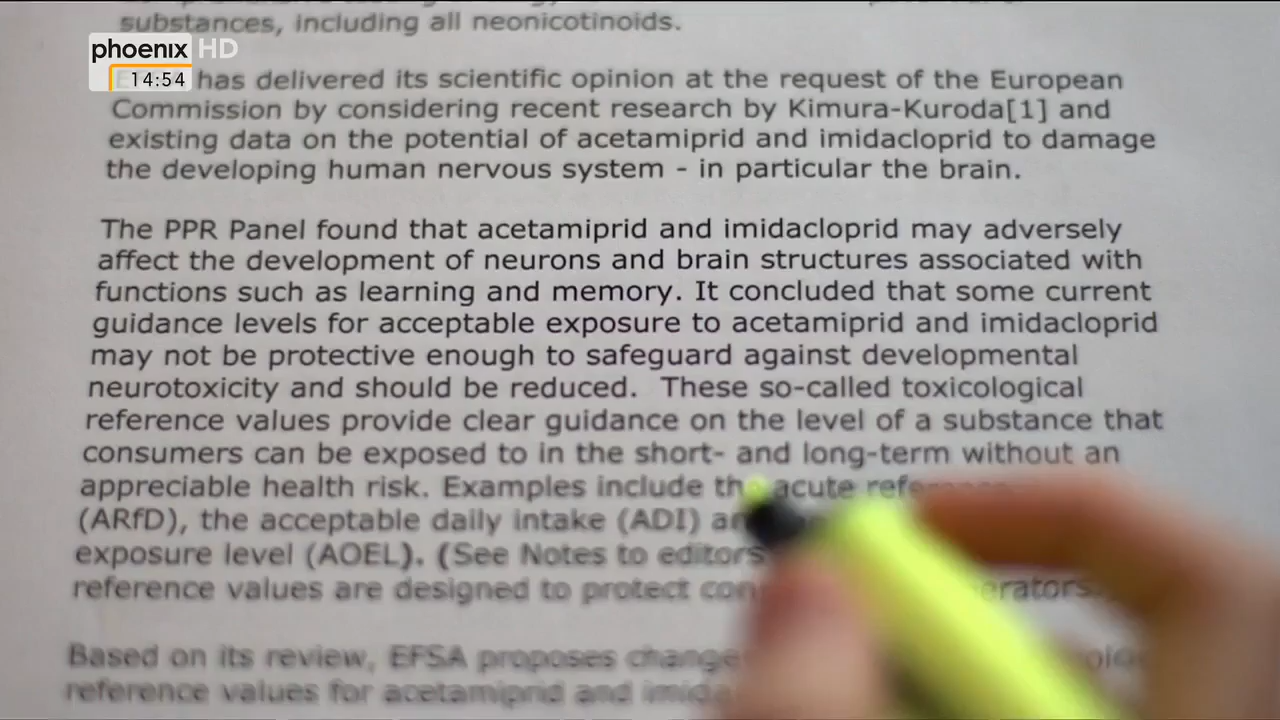 substances, including all neonicotinoids.
phoenix HD
14:54
has delivered its scientific opinion at the request of the European
Commission by considering recent research by Kimura-Kuroda[1] and
existing data on the potential of acetamiprid and imidacloprid to damage
the developing human nervous system - in particular the brain.
The PPR Panel found that acetamiprid and imidacloprid may adversely
affect the development of neurons and brain structures associated with
functions such as learning and memory. It concluded that some current
guidance levels for acceptable exposure to acetamiprid and imidacloprid
may not be protective enough to safeguard against developmental
neurotoxicity and should be reduced. These so-called toxicological
reference values provide clear guidance on the level of a substance that
consumers can be exposed to in the short- and long-term without an
appreciable health risk. Examples include the acute
(ARfD), the acceptable daily intake (ADI)
exposure level (AOEL). (See Notes to editors
reference values are designed to protect
Based on its review, EFSA proposes
reference values for acetamiprid and